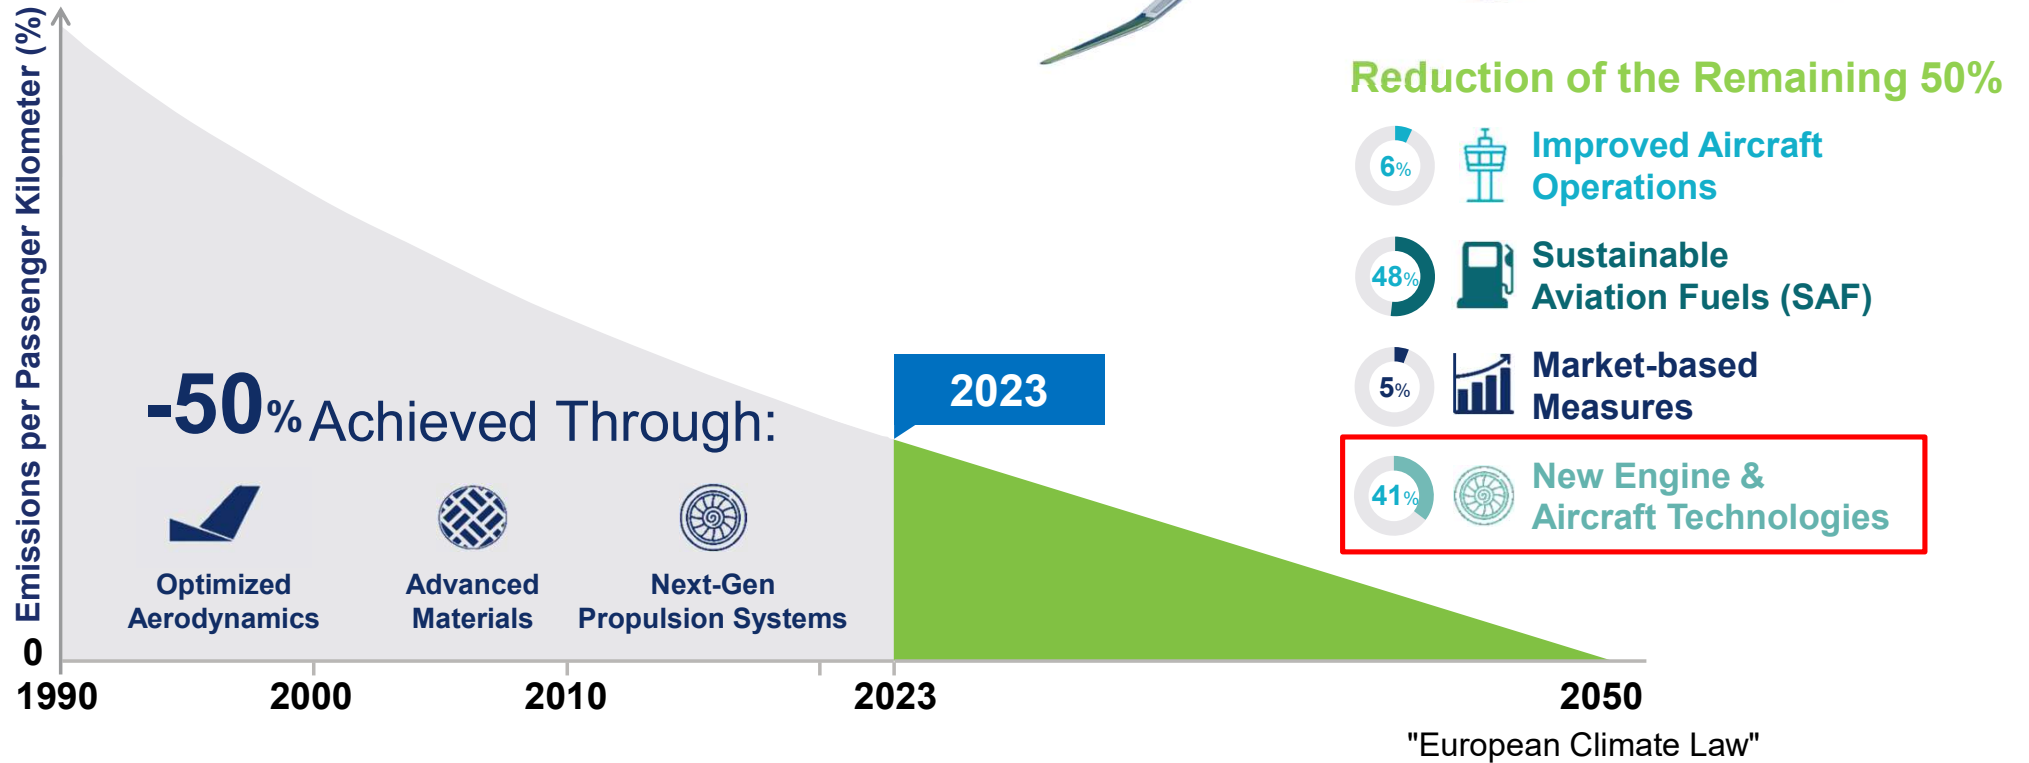 Emissions per Passenger Kilometer (%)
-50% Achieved Through:
Optimized
Aerodynamics
Advanced
Materials
Next-Gen
Propulsion Systems
2023
Reduction of the Remaining 50%
6%
Improved Aircraft
Operations
48%
Sustainable
Aviation Fuels (SAF)
5%
Market-based
Measures
41%
New Engine &
Aircraft Technologies
0
1990
2000
2010
2023
2050
"European Climate Law"